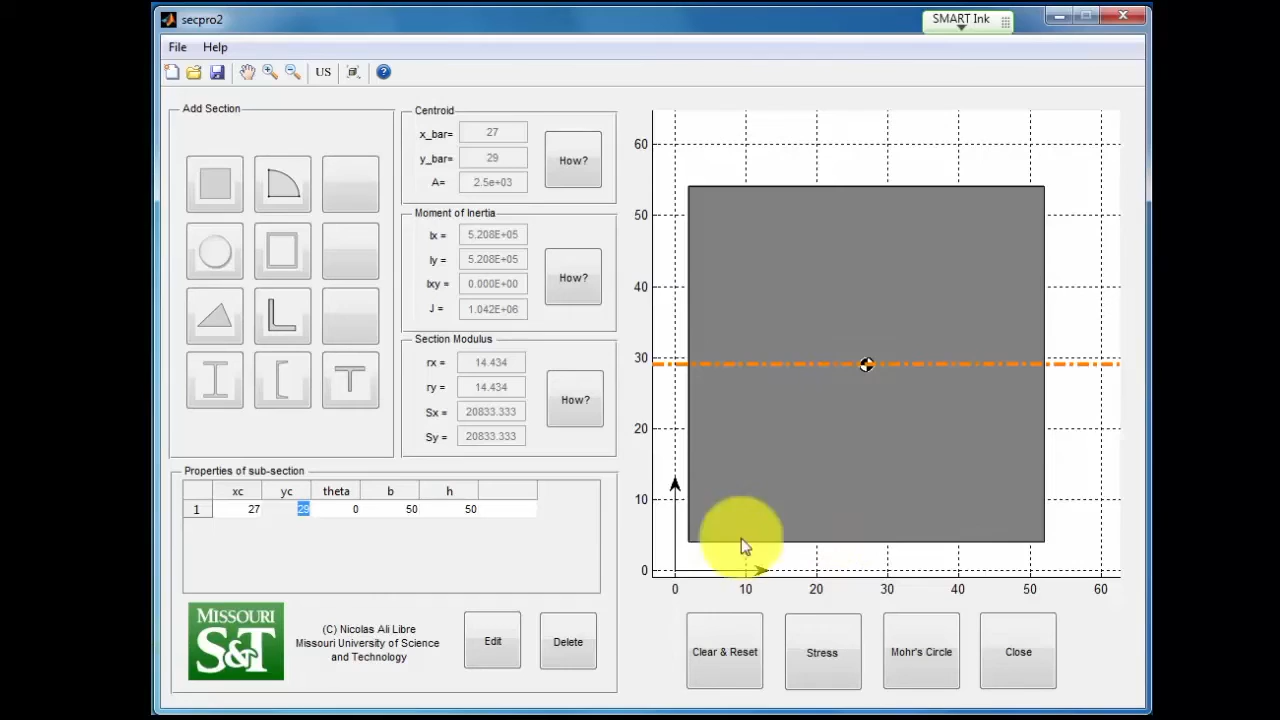 secpro2
SMART Ink
File Help
US
Add Section
Centroid
x_bar= 27
y_bar= 29
A= 2.5e+03
How?
Moment of Inertia
Ix = 5.208E+05
Iy = 5.208E+05
Ixy = 0.000E+00
J = 1.042E+06
How?
Section Modulus
rx = 14.434
ry = 14.434
Sx = 20833.333
Sy = 20833.333
How?
60
50
40
30
20
10
0
0 10 20 30 40 50 60
Properties of sub-section
xc yc theta b h
1 27 29 0 50 50
MISSOURI
S&T
(C) Nicolas Ali Libre
Missouri University of Science
and Technology
Edit
Delete
Clear & Reset
Stress
Mohr's Circle
Close